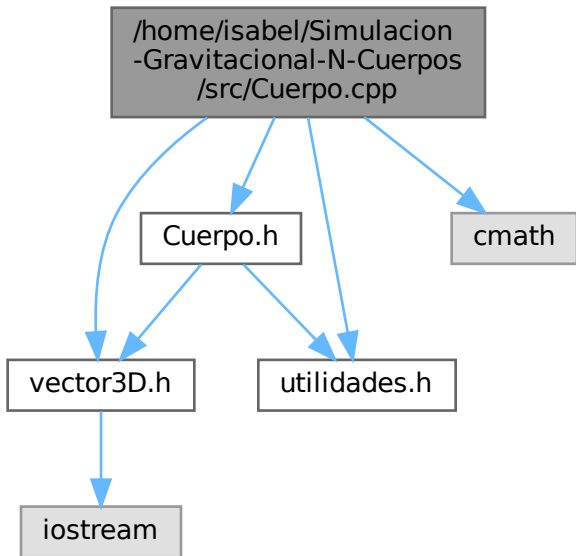 /home/isabel/Simulacion
-Gravitacional-N-Cuerpos
/src/Cuerpo.cpp
Cuerpo.h
cmath
vector3D.h
utilidades.h
iostream